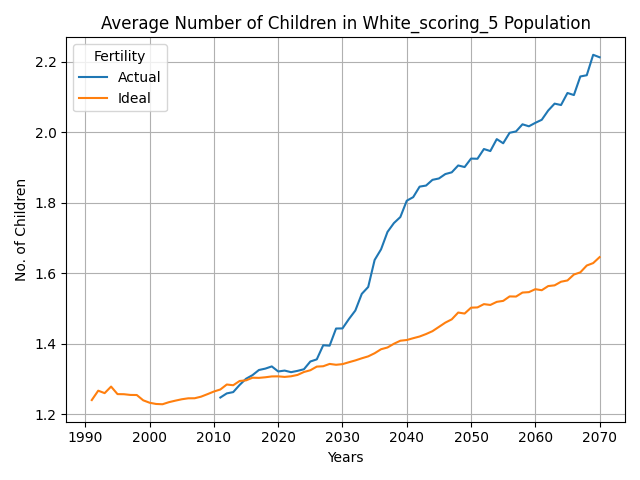 Average Number of Children in White_scoring_5 Population
Fertility
Actual
Ideal
No. of Children
2.2
2.0
1.8
1.6
1.4
1.2
1990 2000 2010 2020 2030 2040 2050 2060 2070
Years